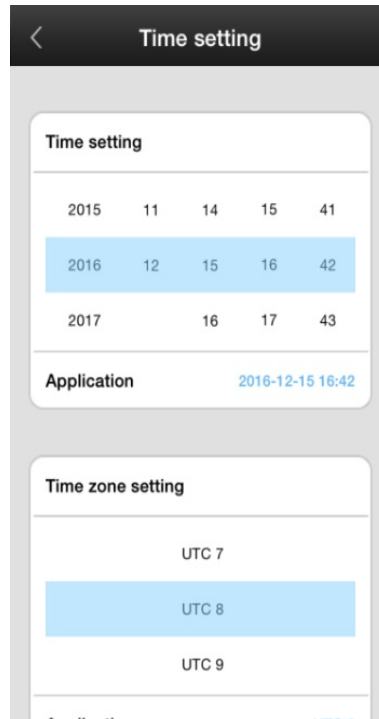 Time setting
Time setting
2015 11 14 15 41
2016 12 15 16 42
2017 16 17 43
Application 2016-12-15 16:42
Time zone setting
UTC 7
UTC 8
UTC 9